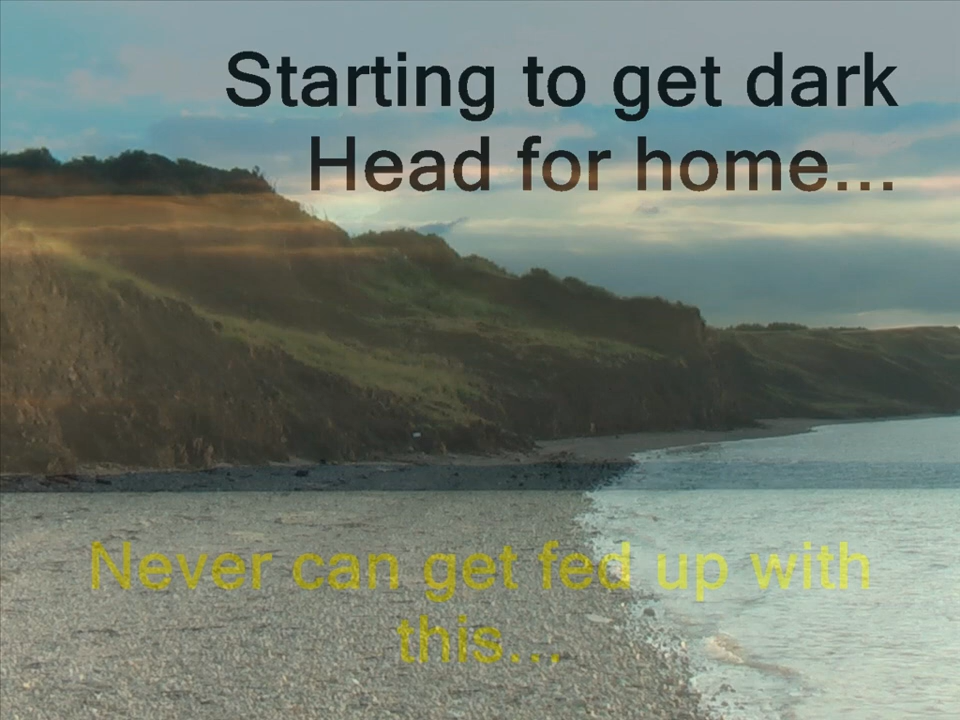 Starting to get dark
Head for home...
Never can get fed up with
this...